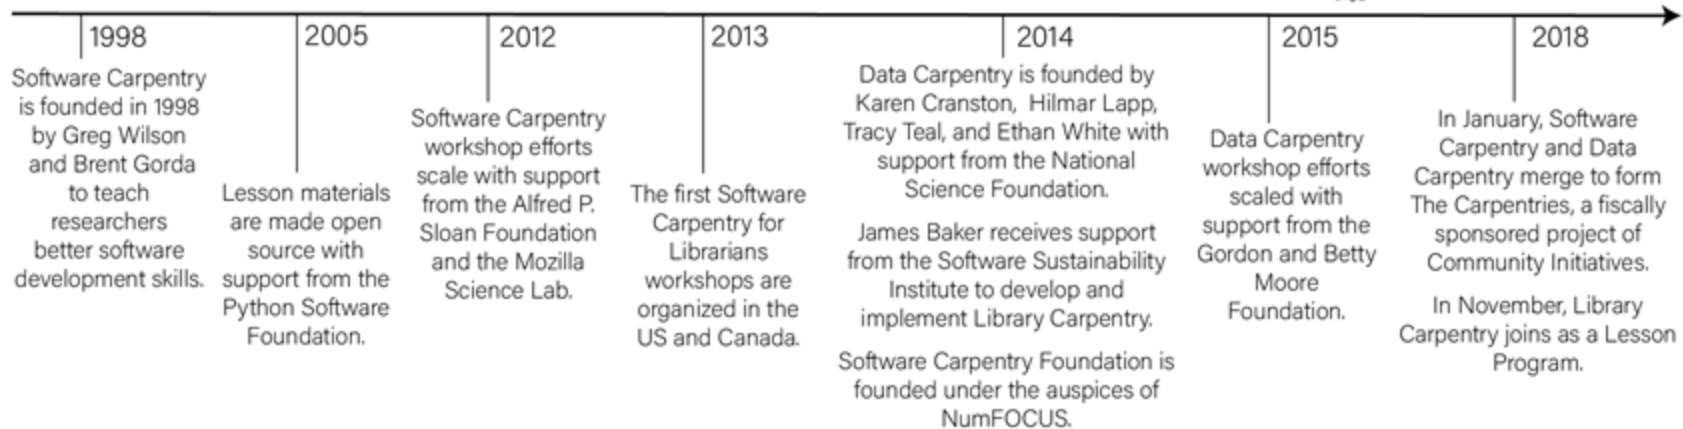 1998
Software Carpentry
is founded in 1998
by Greg Wilson
and Brent Gorda
to teach
researchers
better software
development skills.
2005
Lesson materials
are made open
source with
support from the
Python Software
Foundation.
2012
Software Carpentry
workshop efforts
scale with support
from the Alfred P.
Sloan Foundation
and the Mozilla
Science Lab.
2013
The first Software
Carpentry for
Librarians
workshops are
organized in the
US and Canada.
2014
Data Carpentry is founded by
Karen Cranston, Hilmar Lapp,
Tracy Teal, and Ethan White with
support from the National
Science Foundation.
James Baker receives support
from the Software Sustainability
Institute to develop and
implement Library Carpentry.
Software Carpentry Foundation is
founded under the auspices of
NumFOCUS.
2015
Data Carpentry
workshop efforts
scaled with
support from the
Gordon and Betty
Moore
Foundation.
2018
In January, Software
Carpentry and Data
Carpentry merge to form
The Carpentries, a fiscally
sponsored project of
Community Initiatives.
In November, Library
Carpentry joins as a Lesson
Program.